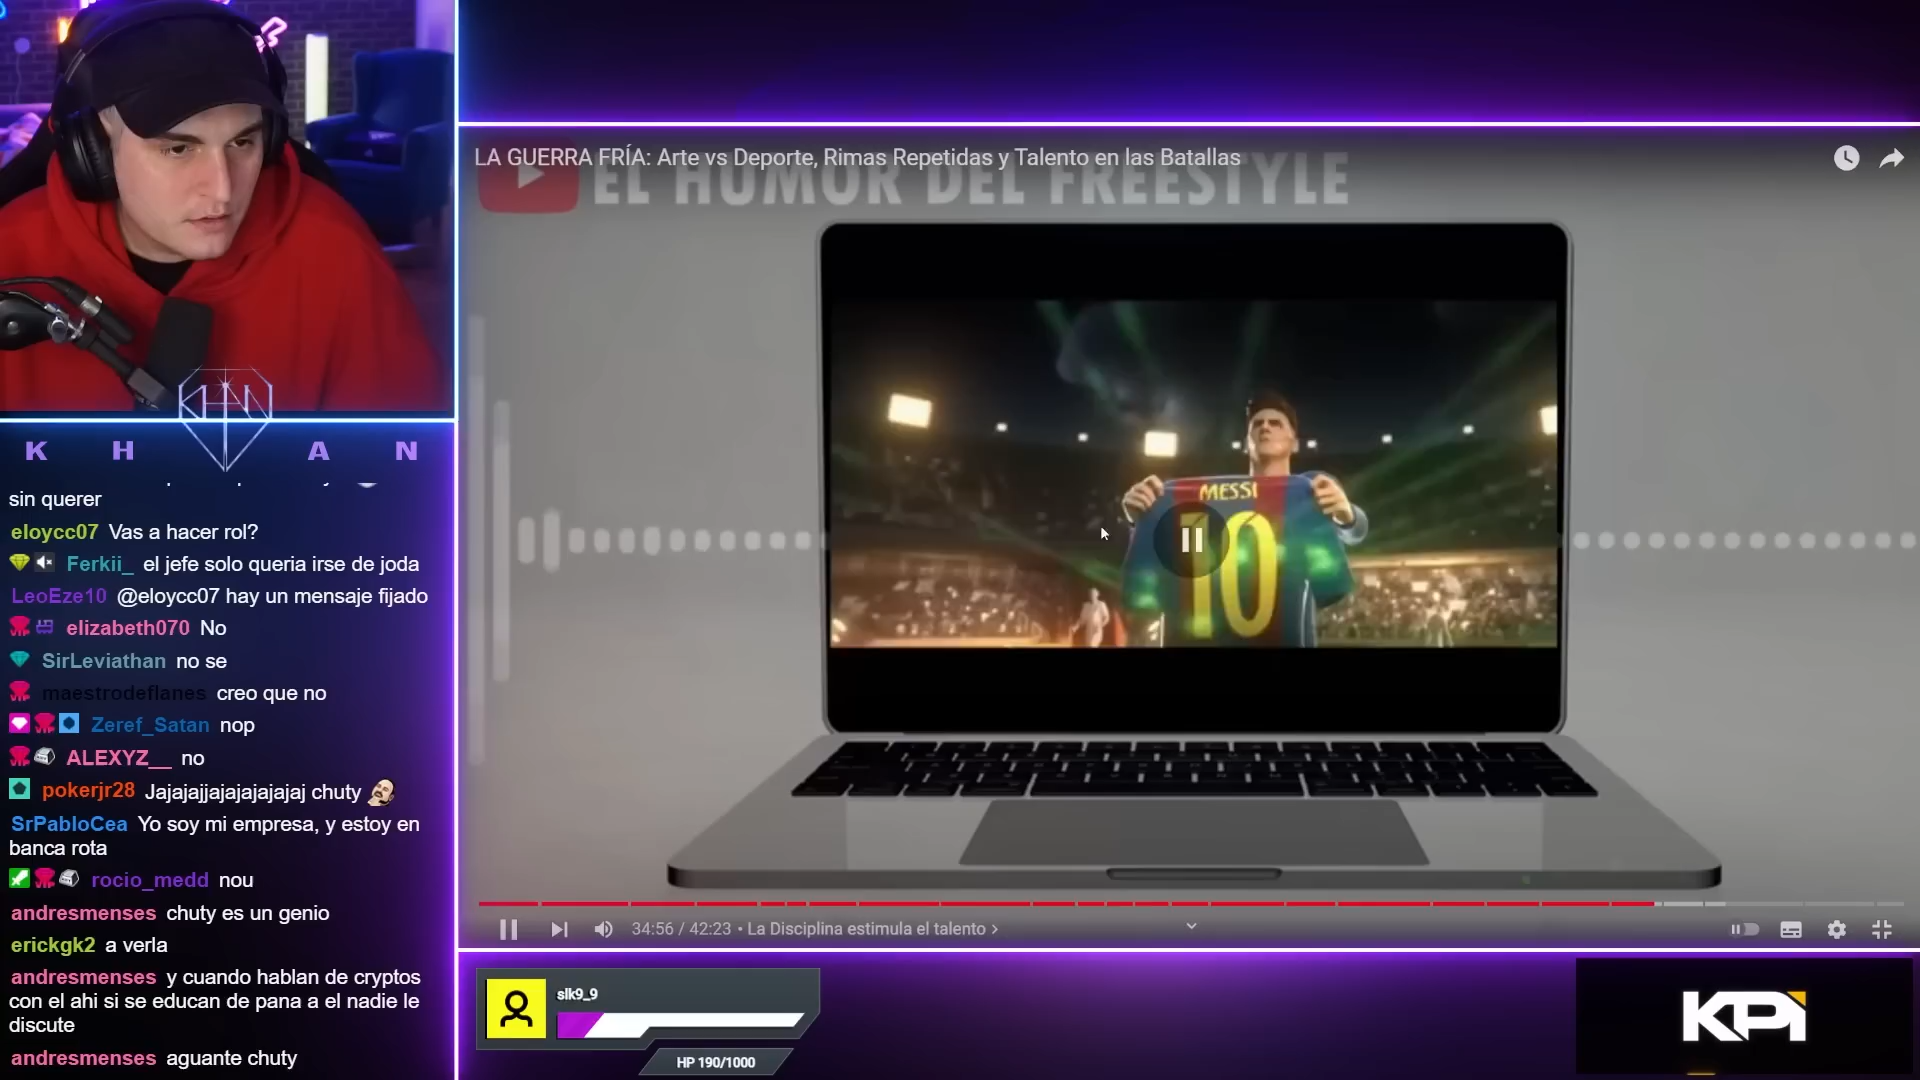 LA GUERRA FRÍA: Arte vs Deporte, Rimas Repetidas y Talento en las Batallas
EL HUMOR DEL FREESTYLE
MESSI
10
KHAN
K H A N
sin querer
eloycc07 Vas a hacer rol?
Ferkii_ el jefe solo queria irse de joda
LeoEze10 @eloycc07 hay un mensaje fijado
elizabeth070 No
SirLeviathan no se
maestrodeflanes creo que no
Zeref_Satan nop
ALEXYZ__ no
pokerjr28 Jajajajjajajajajajaj chuty
SrPabloCea Yo soy mi empresa, y estoy en
banca rota
rocio_medd nou
andresmenses chuty es un genio
erickgk2 a verla
andresmenses y cuando hablan de cryptos
con el ahi si se educan de pana a el nadie le
discute
andresmenses aguante chuty
34:56 / 42:23 • La Disciplina estimula el talento ›
slk9_9
HP 190/1000
KPI